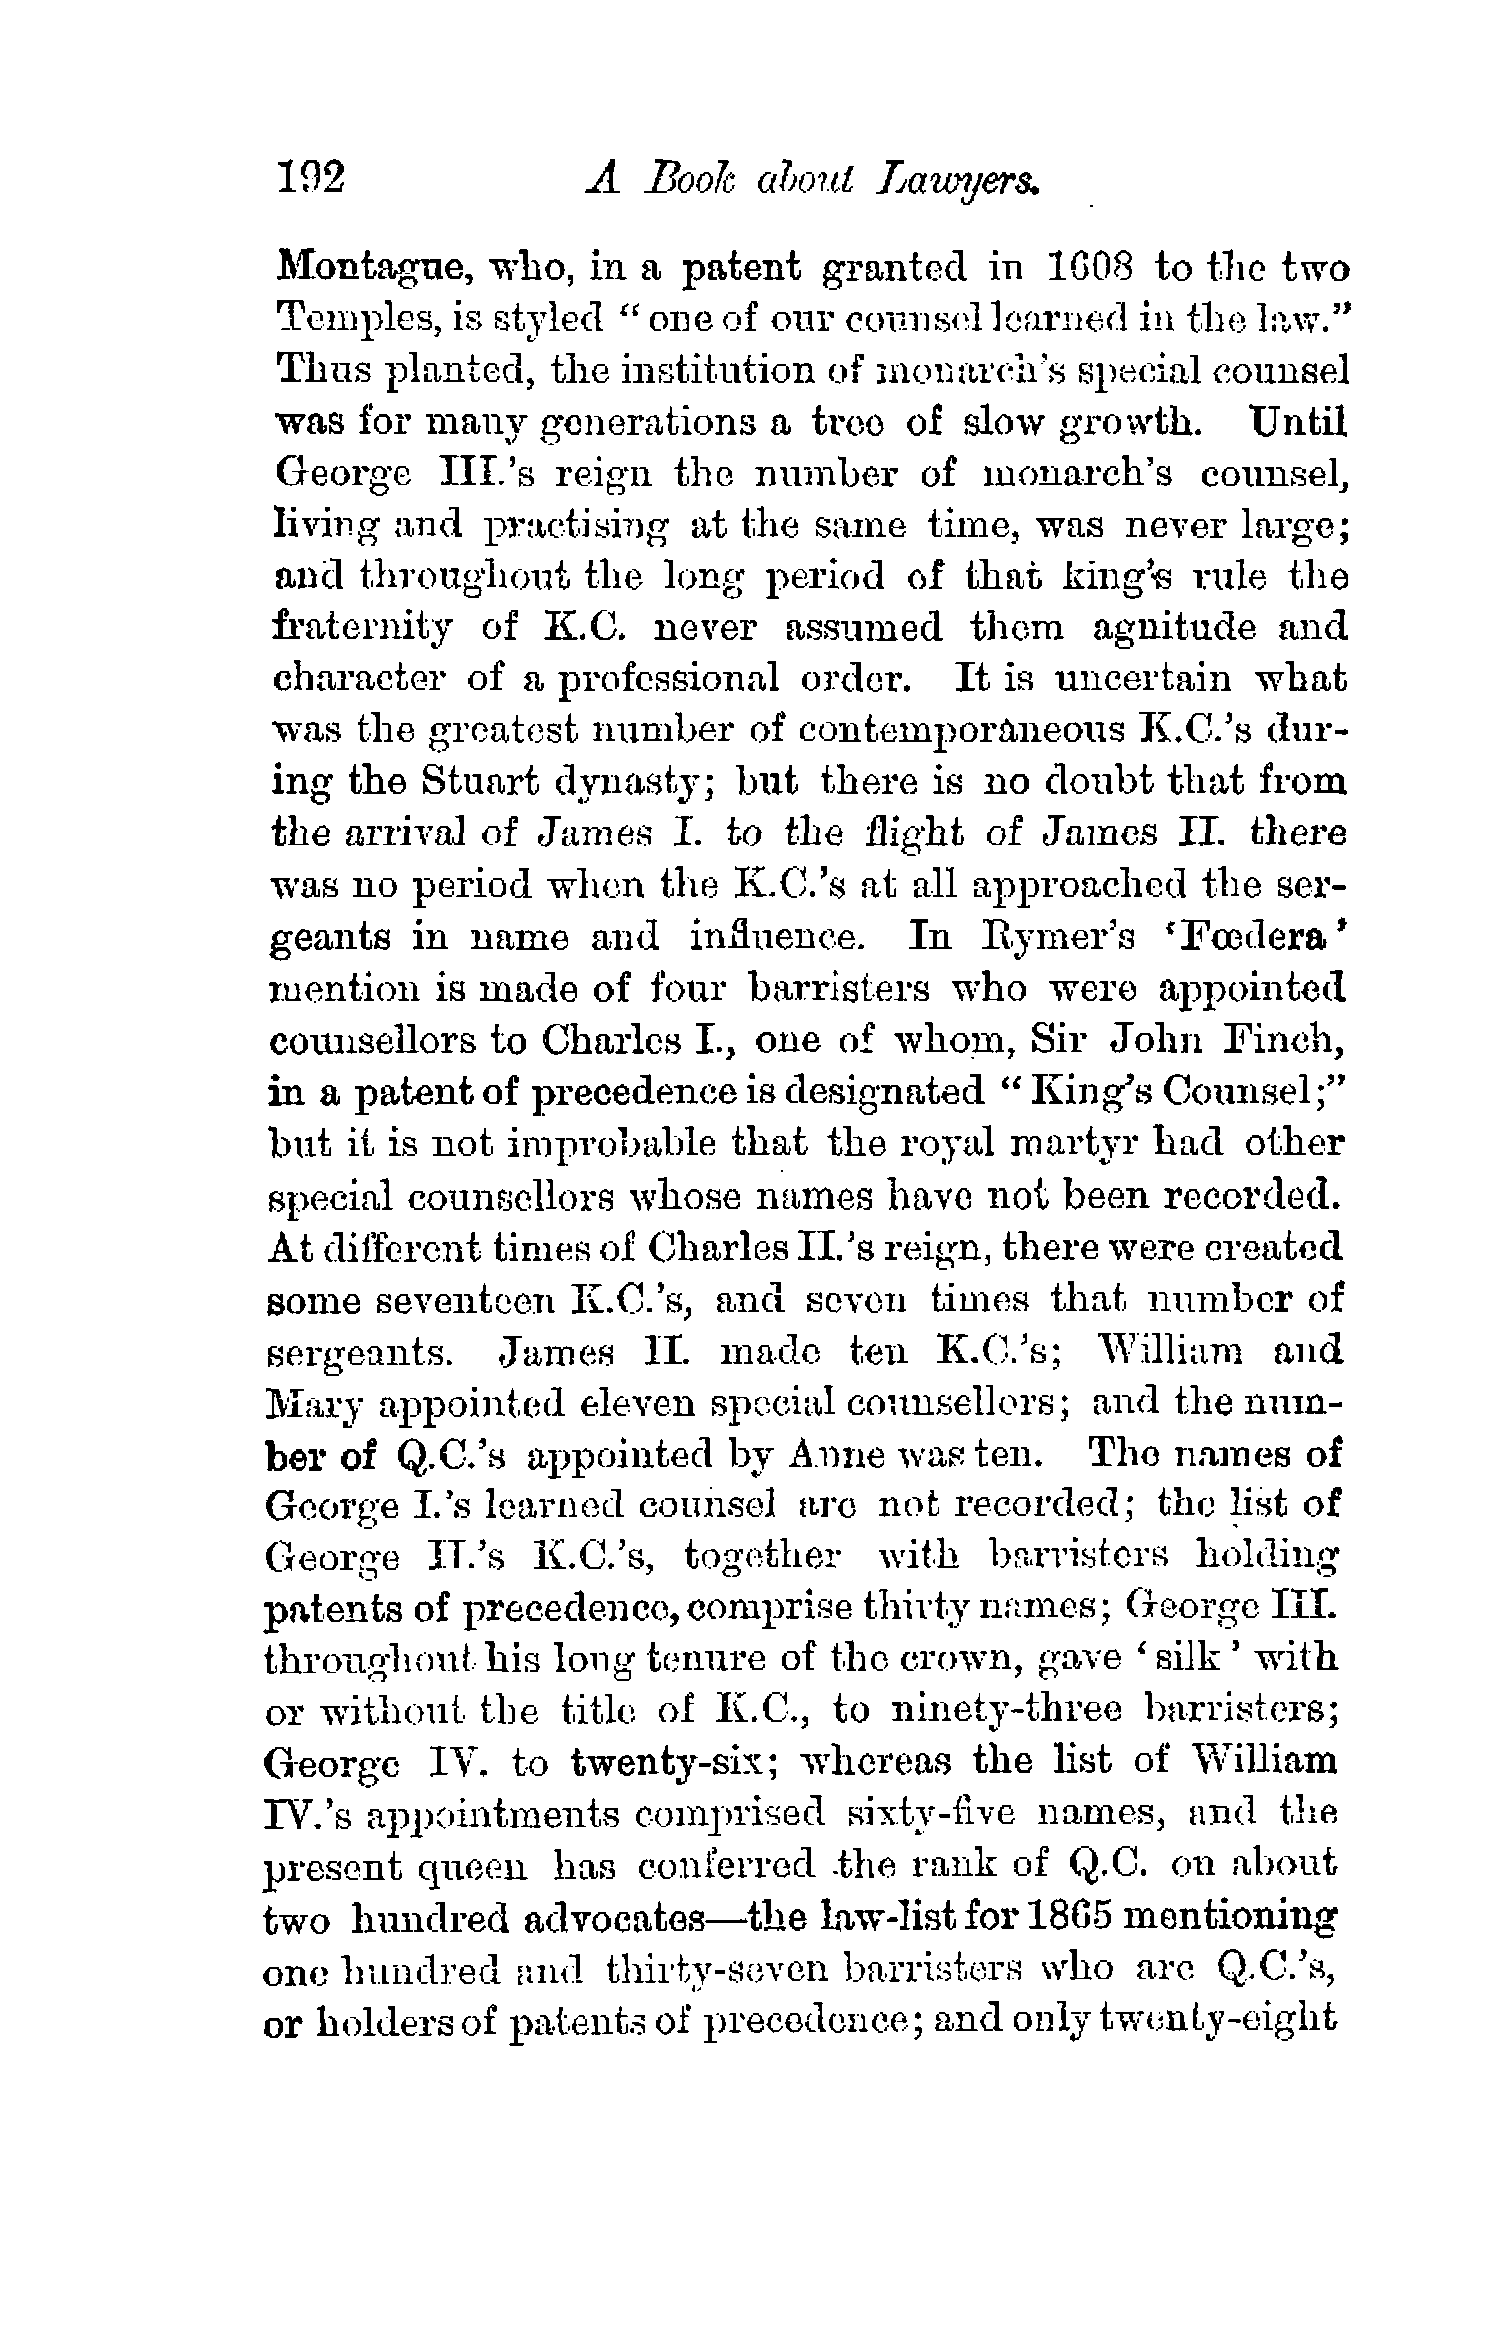 192 A Book about Lawyers.
Montague, who, in a patent granted in 1608 to the two
Temples, is styled “ one of our counsel learned in the law.”
Thus planted, the institution of monarch's special counsel
was for many generations a tree of slow growth. Until
George III.'s reign the number of monarch's counsel,
living and practising at the same time, was never large;
and throughout the long period of that king's rule the
fraternity of K.C. never assumed them agnitude and
character of a professional order. It is uncertain what
was the greatest number of contemporaneous K.C.'s dur-
ing the Stuart dynasty; but there is no doubt that from
the arrival of James I. to the flight of James II. there
was no period when the K.C.'s at all approached the ser-
geants in name and influence. In Rymer's ‘Fœdera’
mention is made of four barristers who were appointed
counsellors to Charles I., one of whom, Sir John Finch,
in a patent of precedence is designated “ King's Counsel;”
but it is not improbable that the royal martyr had other
special counsellors whose names have not been recorded.
At different times of Charles II.'s reign, there were created
some seventeen K.C.'s, and seven times that number of
sergeants. James II. made ten K.C.'s; William and
Mary appointed eleven special counsellors; and the num-
ber of Q.C.'s appointed by Anne was ten. The names of
George I.'s learned counsel are not recorded; the list of
George II.'s K.C.'s, together with barristers holding
patents of precedence, comprise thirty names; George III.
throughout his long tenure of the crown, gave ‘ silk ’ with
or without the title of K.C., to ninety-three barristers;
George IV. to twenty-six; whereas the list of William
IV.'s appointments comprised sixty-five names, and the
present queen has conferred the rank of Q.C. on about
two hundred advocates—the law-list for 1865 mentioning
one hundred and thirty-seven barristers who are Q.C.'s,
or holders of patents of precedence; and only twenty-eight